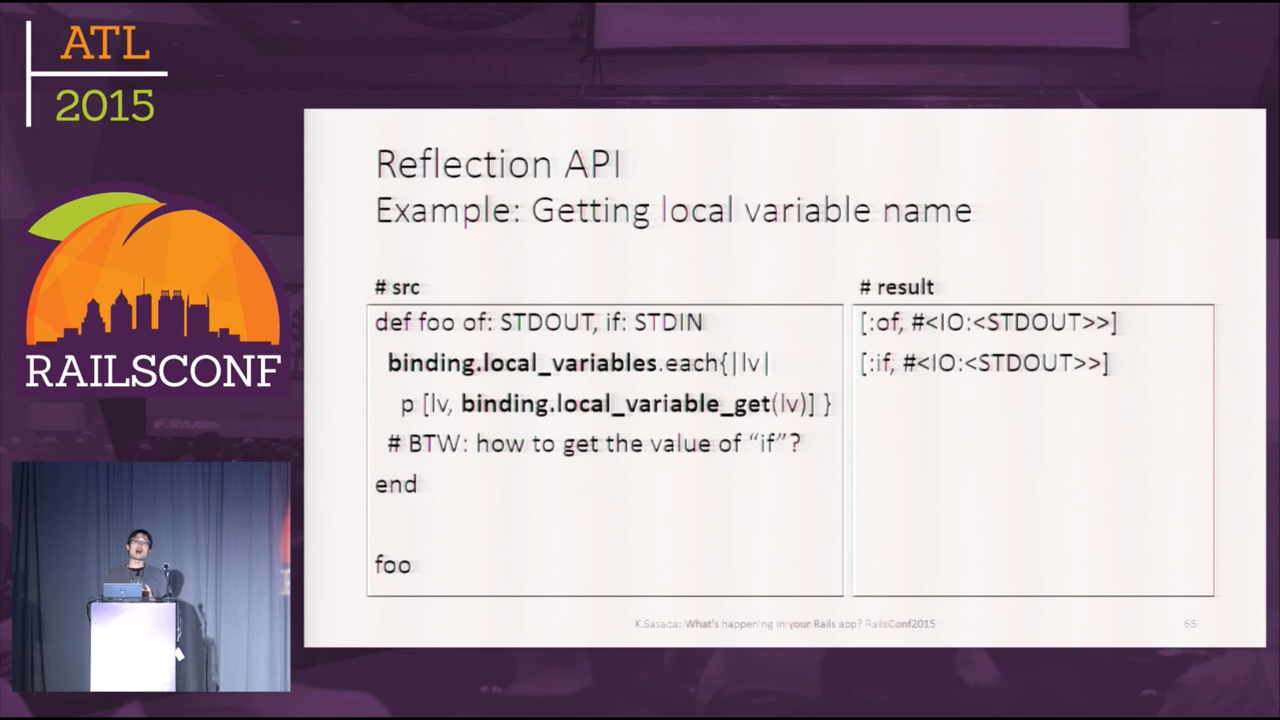 ATL
2015
RAILSCONF
Reflection API
Example: Getting local variable name
# src
def foo of: STDOUT, if: STDIN
binding.local_variables.each{|lv|
p [lv, binding.local_variable_get(lv)] }
# BTW: how to get the value of “if”?
end
foo
# result
[:of, #<IO:<STDOUT>>]
[:if, #<IO:<STDOUT>>]
K.Sasada: What's happening in your Rails app? RailsConf2015
65